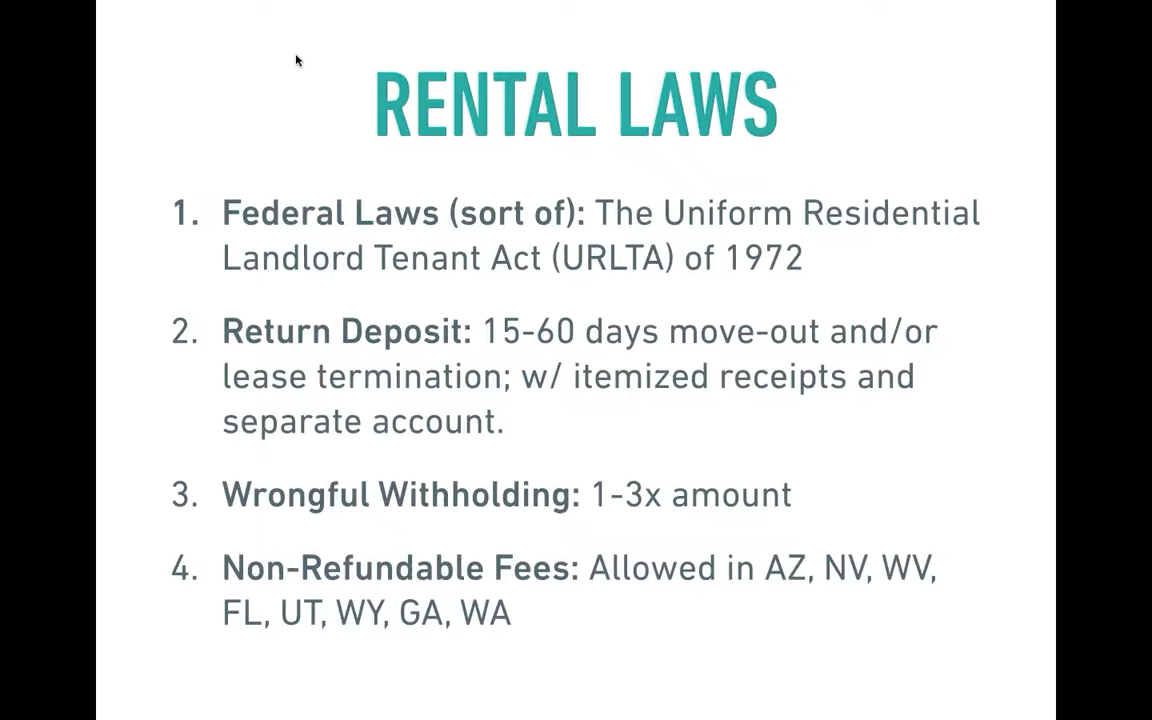 RENTAL LAWS
1. Federal Laws (sort of): The Uniform Residential
Landlord Tenant Act (URLTA) of 1972
2. Return Deposit: 15-60 days move-out and/or
lease termination; w/ itemized receipts and
separate account.
3. Wrongful Withholding: 1-3x amount
4. Non-Refundable Fees: Allowed in AZ, NV, WV,
FL, UT, WY, GA, WA